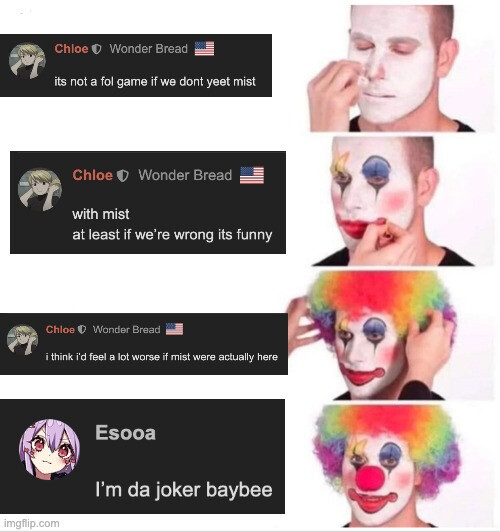 Chloe Wonder Bread
its not a fol game if we dont yeet mist
Chloe Wonder Bread
with mist
at least if we're wrong its funny
Chloe Wonder Bread
i think i'd feel a lot worse if mist were actually here
Esooa
I'm da joker baybee
imgflip.com